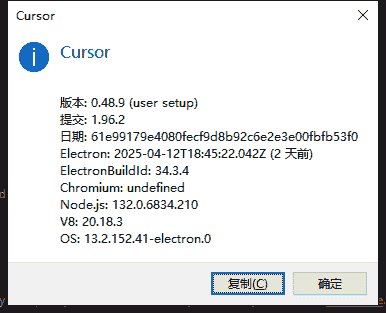 Cursor
Cursor
版本: 0.48.9 (user setup)
提交: 1.96.2
日期: 61e99179e4080fecf9d8b92c6e2e3e00fbfb53f0
Electron: 2025-04-12T18:45:22.042Z (2 天前)
ElectronBuildId: 34.3.4
Chromium: undefined
Node.js: 132.0.6834.210
V8: 20.18.3
OS: 13.2.152.41-electron.0
复制(C)
确定